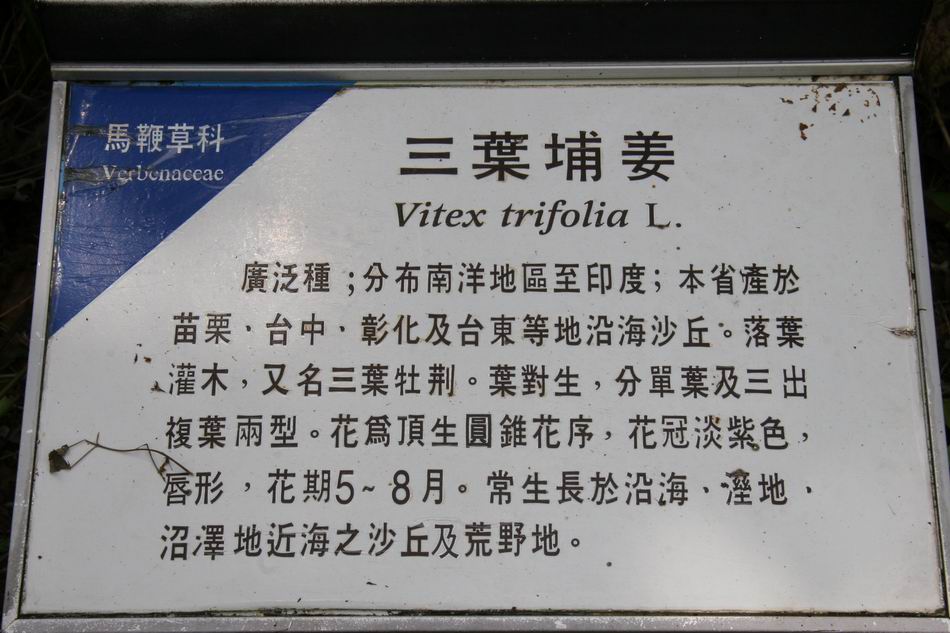 馬鞭草科
Verbenaceae
三葉埔姜
Vitex trifolia L.
廣泛種；分布南洋地區至印度；本省產於
苗栗、台中、彰化及台東等地沿海沙丘。落葉
灌木，又名三葉牡荆。葉對生，分單葉及三出
複葉兩型。花爲頂生圓錐花序，花冠淡紫色，
唇形，花期5~8月。常生長於沿海、溼地、
沼澤地近海之沙丘及荒野地。